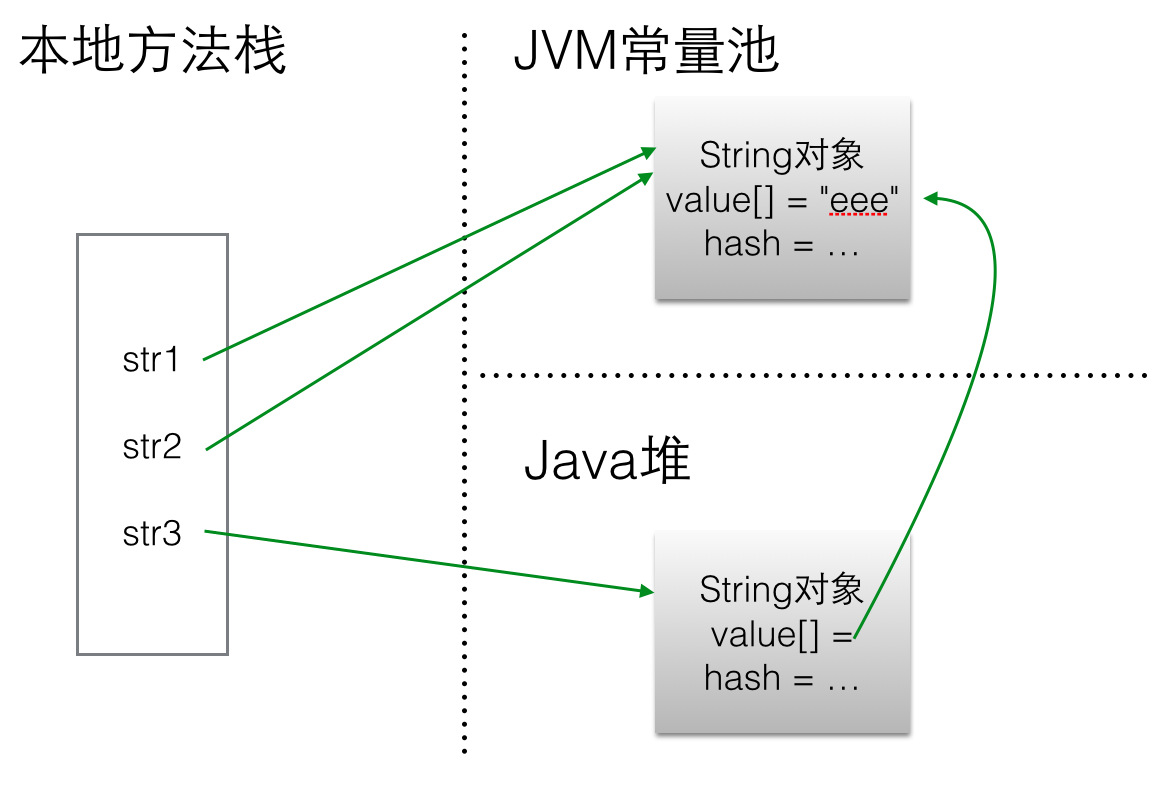 本地方法栈
JVM常量池
String对象
value[] = "eee"
hash = …
str1
str2
str3
Java堆
String对象
value[] =
hash = …